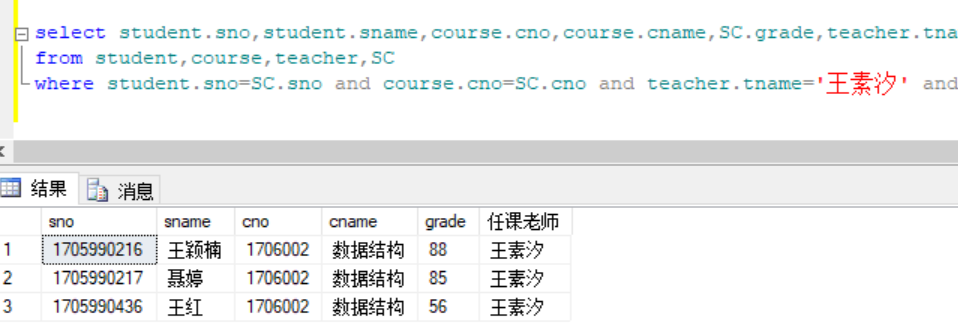 select student.sno,student.sname,course.cno,course.cname,SC.grade,teacher.tna
from student,course,teacher,SC
where student.sno=SC.sno and course.cno=SC.cno and teacher.tname='王素汐' and
结果 消息
sno sname cno cname grade 任课老师
1 1705990216 王颖楠 1706002 数据结构 88 王素汐
2 1705990217 聂婷 1706002 数据结构 85 王素汐
3 1705990436 王红 1706002 数据结构 56 王素汐